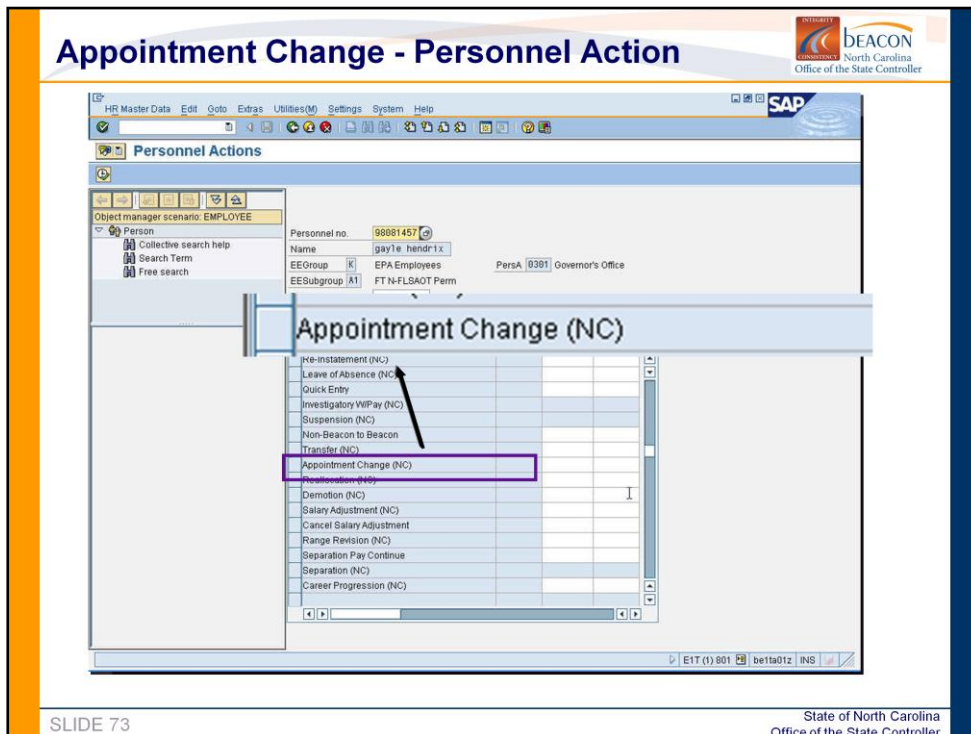 Appointment Change - Personnel Action
INTEGRITY
CONSISTENCY
bEACON
North Carolina
Office of the State Controller
HR Master Data Edit Goto Extras Utilities(M) Settings System Help
SAP
Personnel Actions
Object manager scenario: EMPLOYEE
Person
Collective search help
Search Term
Free search
Personnel no. 98081457
Name gayle hendrix
EEGroup K EPA Employees PersA 0301 Governor's Office
EESubgroup A1 FT N-FLSAOT Perm
Appointment Change (NC)
Re-Instatement (NC)
Leave of Absence (NC)
Quick Entry
Investigatory W/Pay (NC)
Suspension (NC)
Non-Beacon to Beacon
Transfer (NC)
Appointment Change (NC)
Reallocation (NC)
Demotion (NC)
Salary Adjustment (NC)
Cancel Salary Adjustment
Range Revision (NC)
Separation Pay Continue
Separation (NC)
Career Progression (NC)
E1T (1) 801 be1ta01z INS
SLIDE 73
State of North Carolina
Office of the State Controller